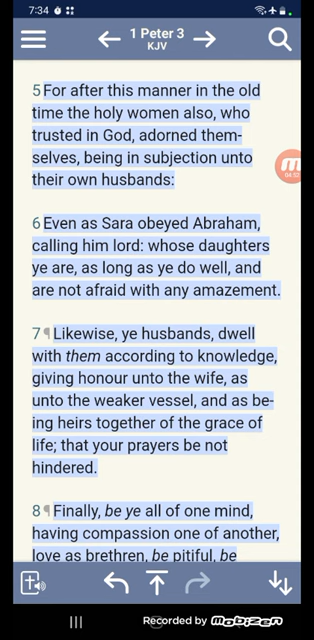 7:34
1 Peter 3
KJV
5 For after this manner in the old
time the holy women also, who
trusted in God, adorned them-
selves, being in subjection unto
their own husbands:
6 Even as Sara obeyed Abraham,
calling him lord: whose daughters
ye are, as long as ye do well, and
are not afraid with any amazement.
7 ¶ Likewise, ye husbands, dwell
with them according to knowledge,
giving honour unto the wife, as
unto the weaker vessel, and as be-
ing heirs together of the grace of
life; that your prayers be not
hindered.
8 ¶ Finally, be ye all of one mind,
having compassion one of another,
love as brethren, be pitiful, be
Recorded by mobizen